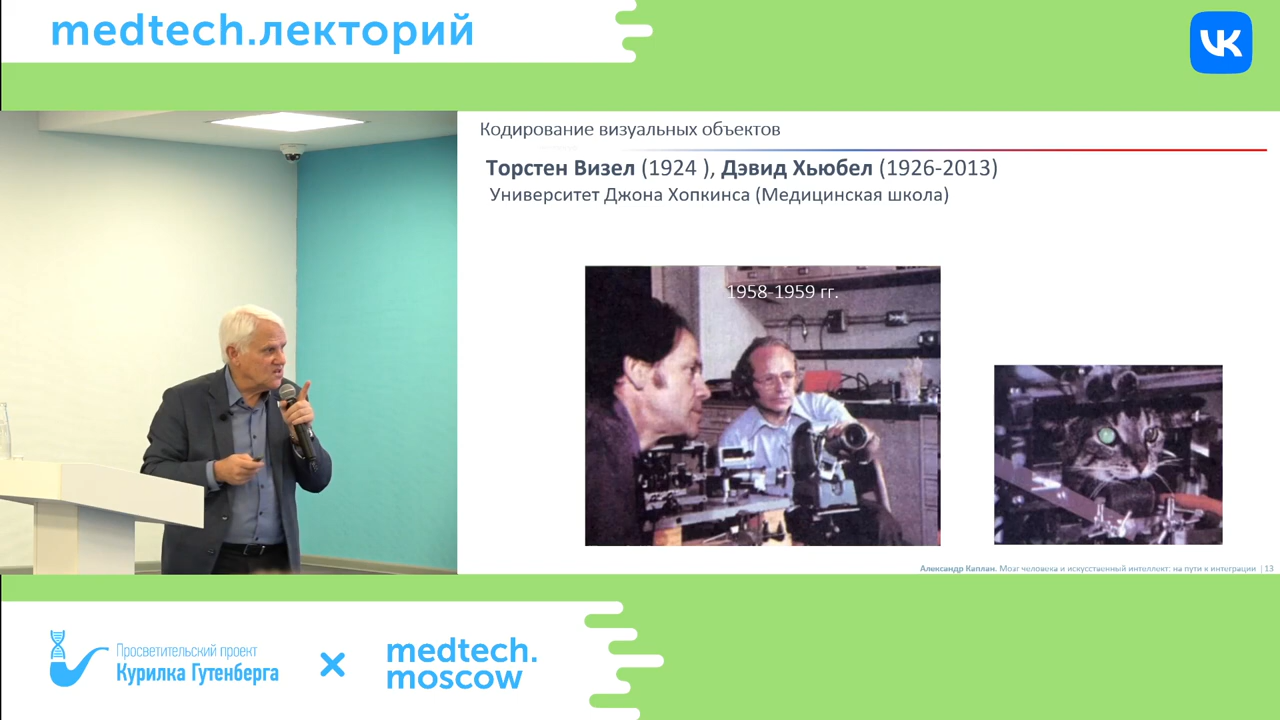 medtech.лекторий
VK
Кодирование визуальных объектов
Торстен Визел (1924 ), Дэвид Хьюбел (1926-2013)
Университет Джона Хопкинса (Медицинская школа)
1958-1959 гг.
Александр Каплан. Мозг человека и искусственный интеллект: на пути к интеграции | 13
Просветительский проект
Курилка Гутенберга
×
medtech.
moscow